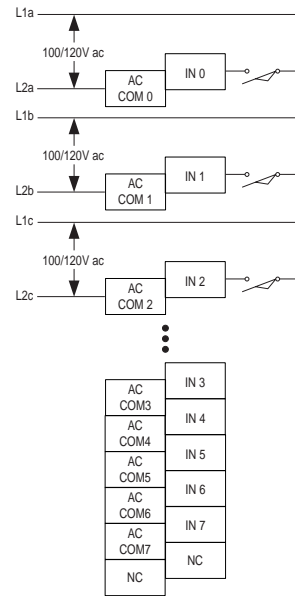 L1a
100/120V ac
IN 0
L2a
AC
COM 0
L1b
100/120V ac
IN 1
L2b
AC
COM 1
L1c
100/120V ac
IN 2
L2c
AC
COM 2
IN 3
AC
COM3
IN 4
AC
COM4
IN 5
AC
COM5
IN 6
AC
COM6
IN 7
AC
COM7
NC
NC